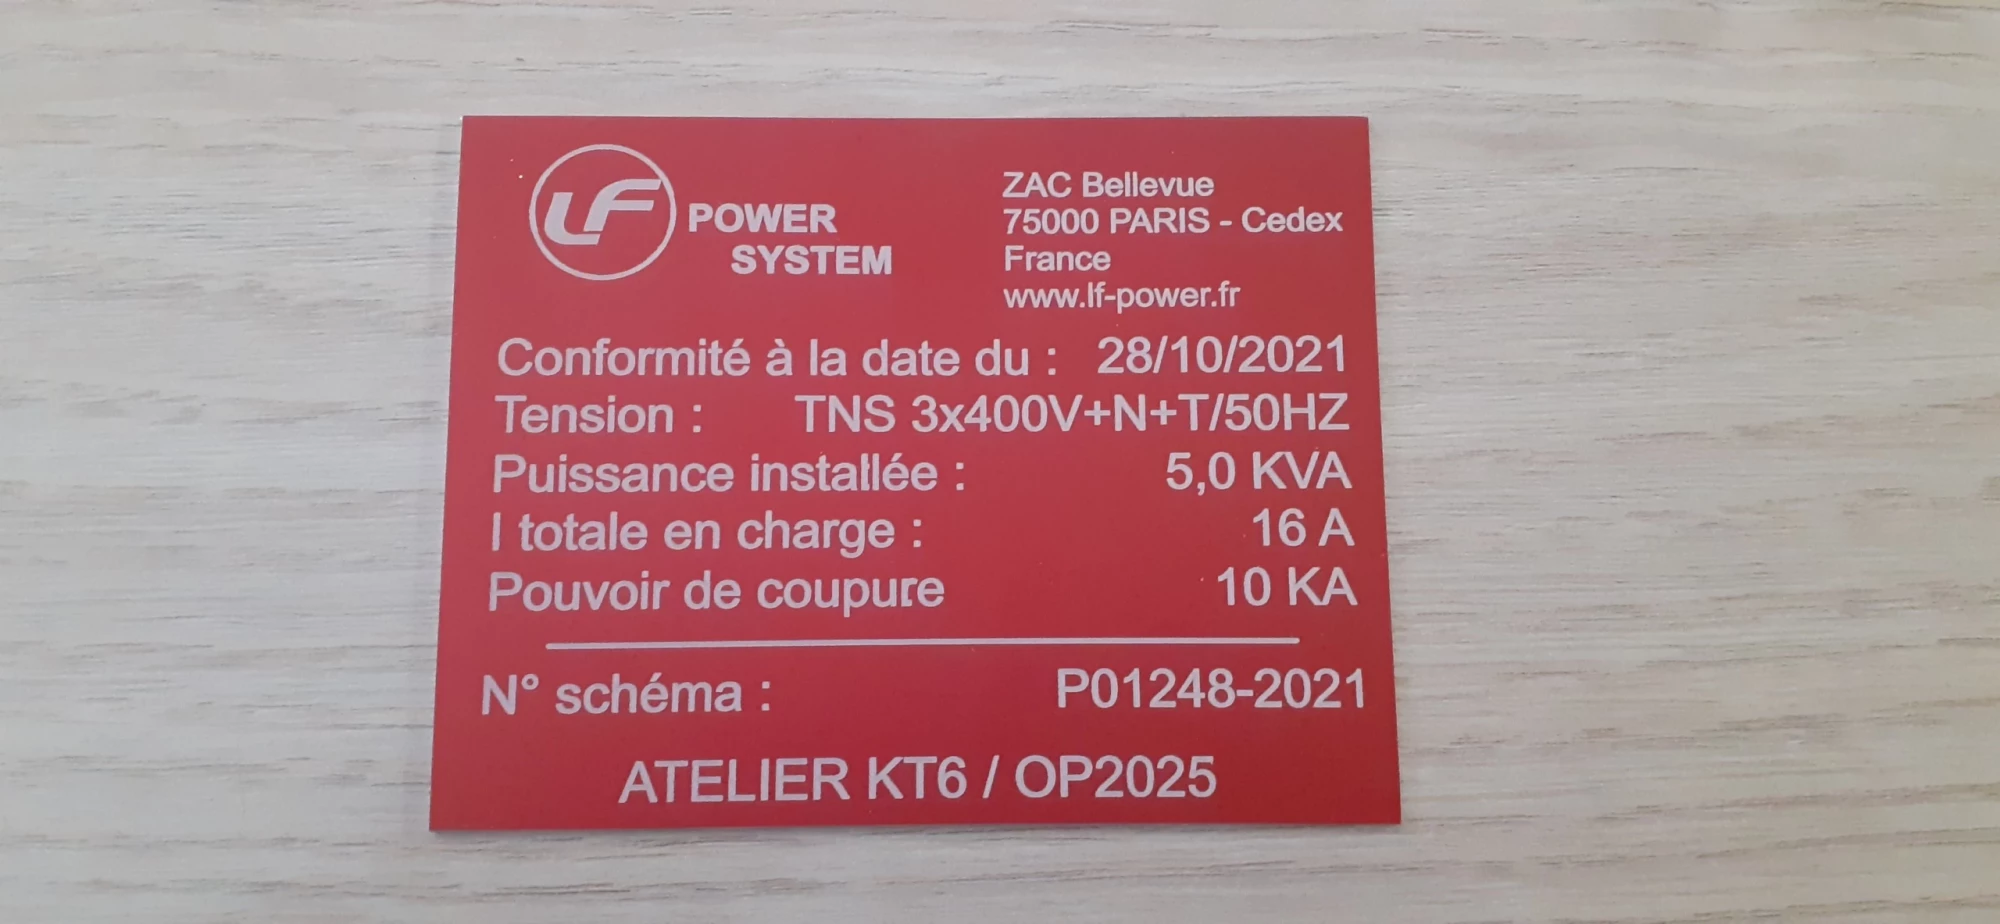 LF POWER
SYSTEM
ZAC Bellevue
75000 PARIS - Cedex
France
www.lf-power.fr
Conformité à la date du : 28/10/2021
Tension : TNS 3x400V+N+T/50HZ
Puissance installée : 5,0 KVA
I totale en charge : 16 A
Pouvoir de coupure 10 KA
N° schéma : P01248-2021
ATELIER KT6 / OP2025